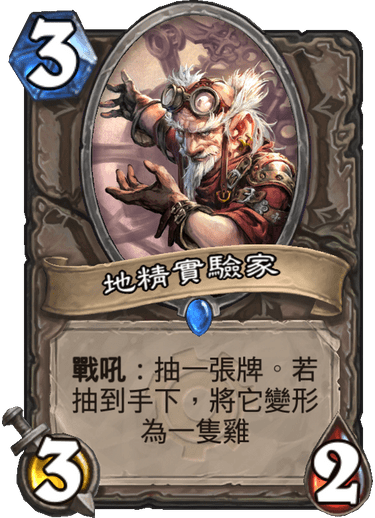 3
地精實驗家
戰吼：抽一張牌。若
抽到手下，將它變形
為一隻雞
3
2